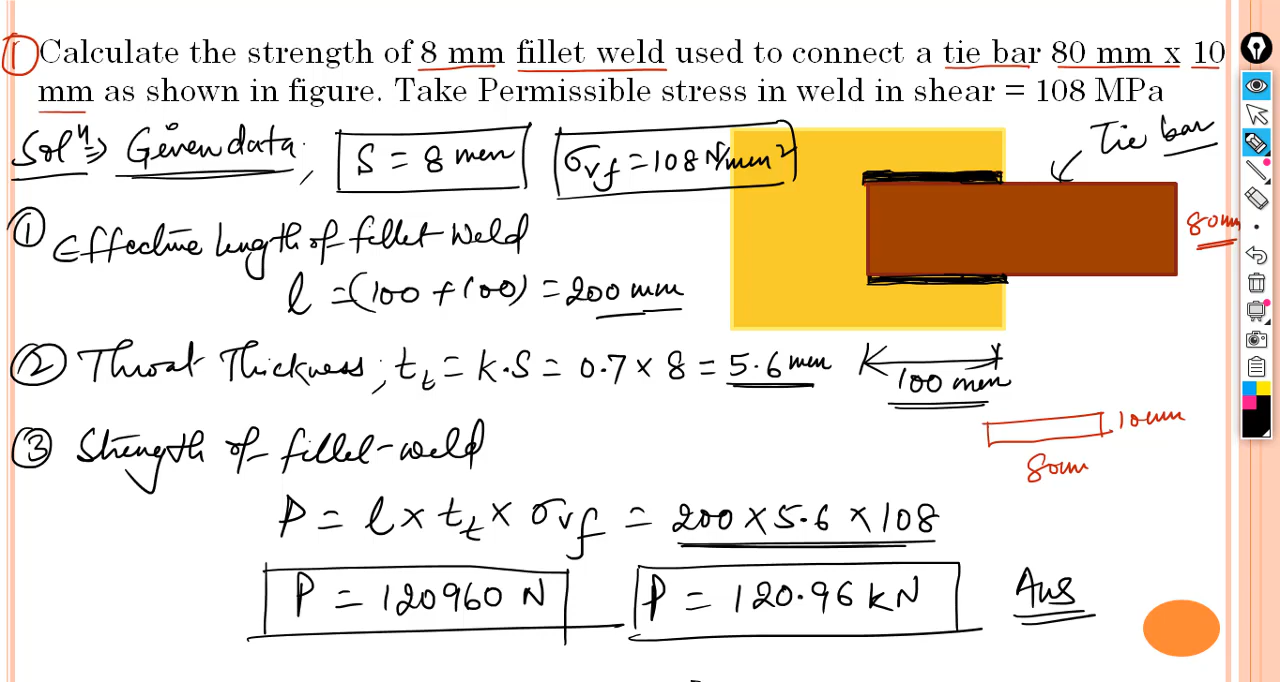 1 Calculate the strength of 8 mm fillet weld used to connect a tie bar 80 mm x 10
mm as shown in figure. Take Permissible stress in weld in shear = 108 MPa
Solⁿ ⇒ Given data, S = 8 mm σvf = 108 N/mm²
Tie bar
80mm
① Effective length of fillet weld
l = (100 + 100) = 200 mm
② Throat Thickness, tt = K.S = 0.7 × 8 = 5.6 mm
100 mm
10mm
80mm
③ Strength of fillet-weld
P = l × tt × σvf = 200 × 5.6 × 108
P = 120960 N P = 120.96 kN Ans